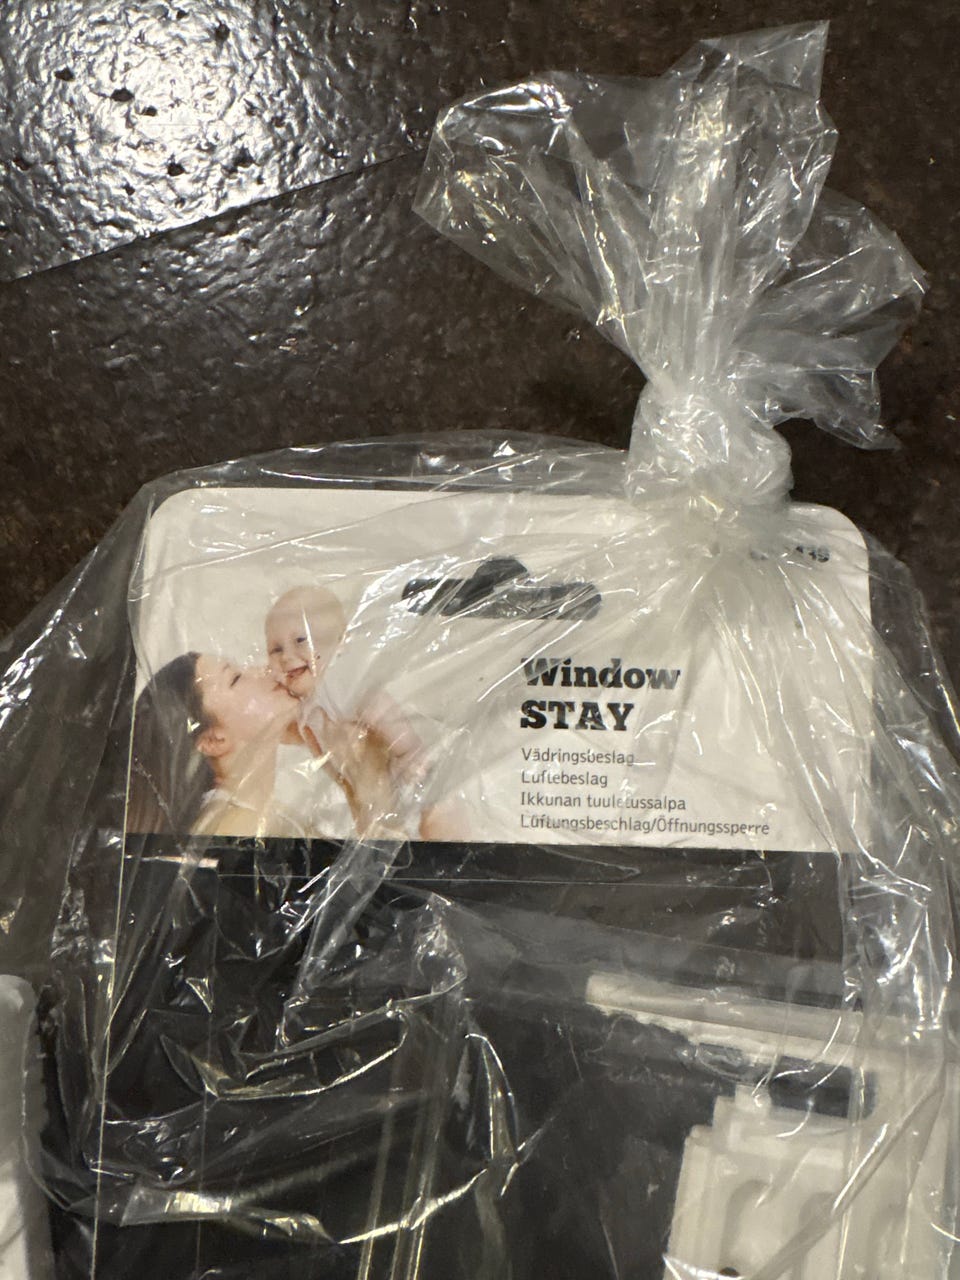 Window
STAY
Vädringsbeslag
Luftebeslag
Ikkunan tuuletussalpa
Lüftungsbeschlag/Öffnungssperre